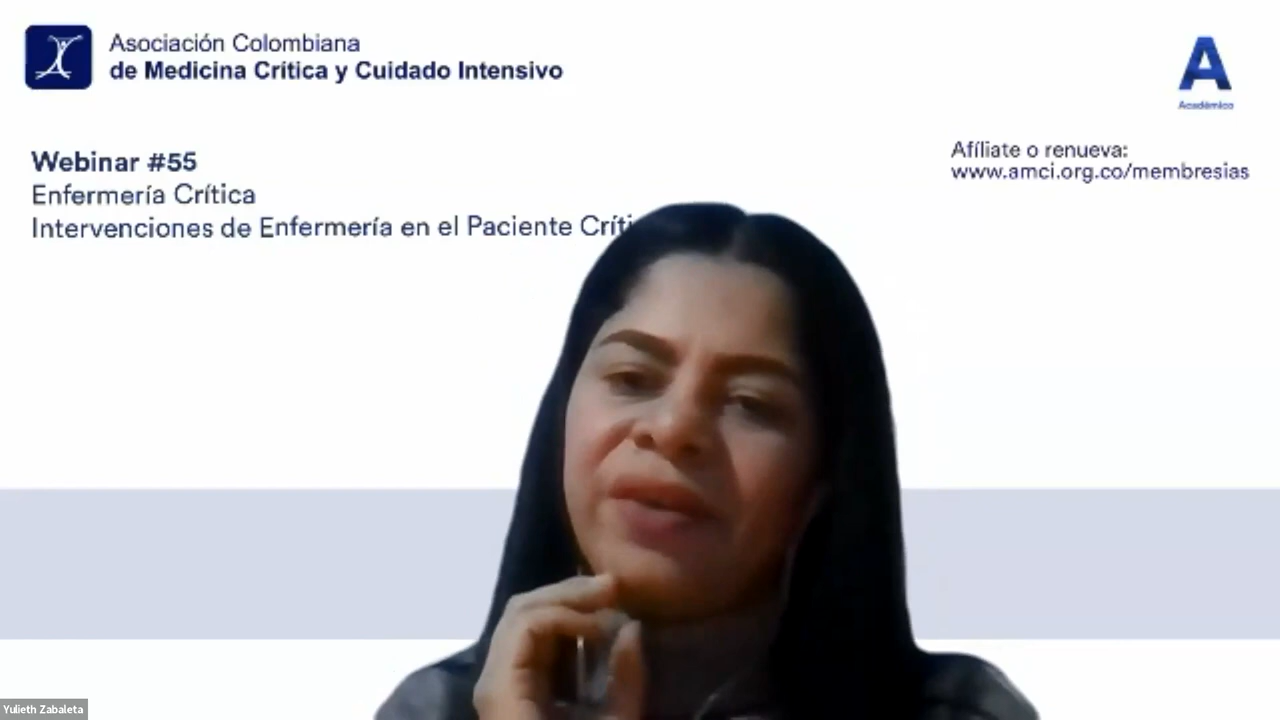 Asociación Colombiana
de Medicina Crítica y Cuidado Intensivo
Académico
Webinar #55
Enfermería Crítica
Intervenciones de Enfermería en el Paciente
Afíliate o renueva:
www.amci.org.co/membresias
Yulieth Zabaleta